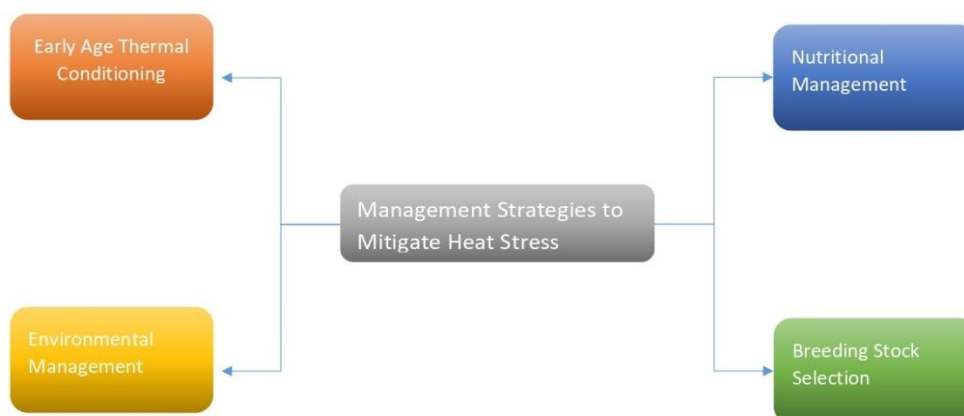 Early Age Thermal
Conditioning
Nutritional
Management
Management Strategies to
Mitigate Heat Stress
Environmental
Management
Breeding Stock
Selection